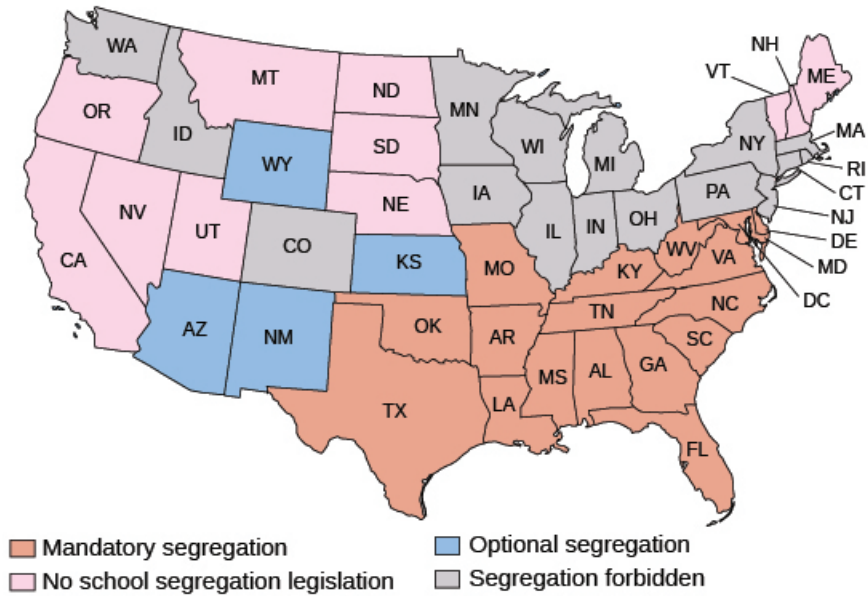 WA
MT
ND
MN
NH
VT
ME
OR
ID
WY
SD
WI
MI
NY
MA
RI
CT
NJ
DE
MD
DC
NV
UT
CO
NE
IA
IL
IN
OH
PA
CA
KS
MO
KY
WV
VA
AZ
NM
OK
AR
TN
NC
SC
TX
LA
MS
AL
GA
FL
Mandatory segregation
Optional segregation
No school segregation legislation
Segregation forbidden